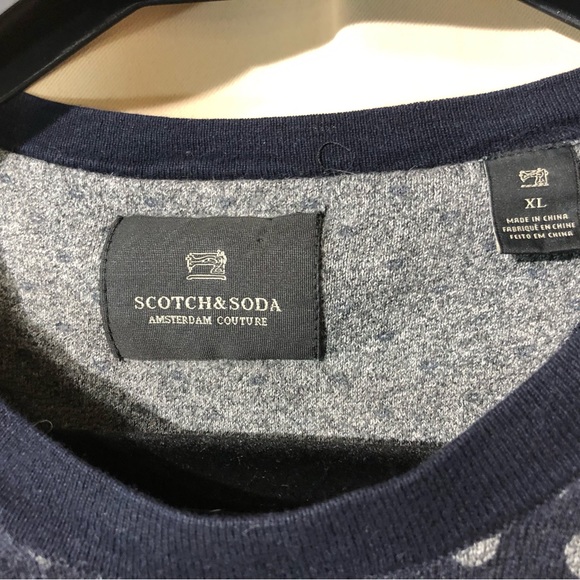 SCOTCH&SODA
AMSTERDAM COUTURE
XL
MADE IN CHINA
FABRIQUÉ EN CHINE
FEITO EM CHINA